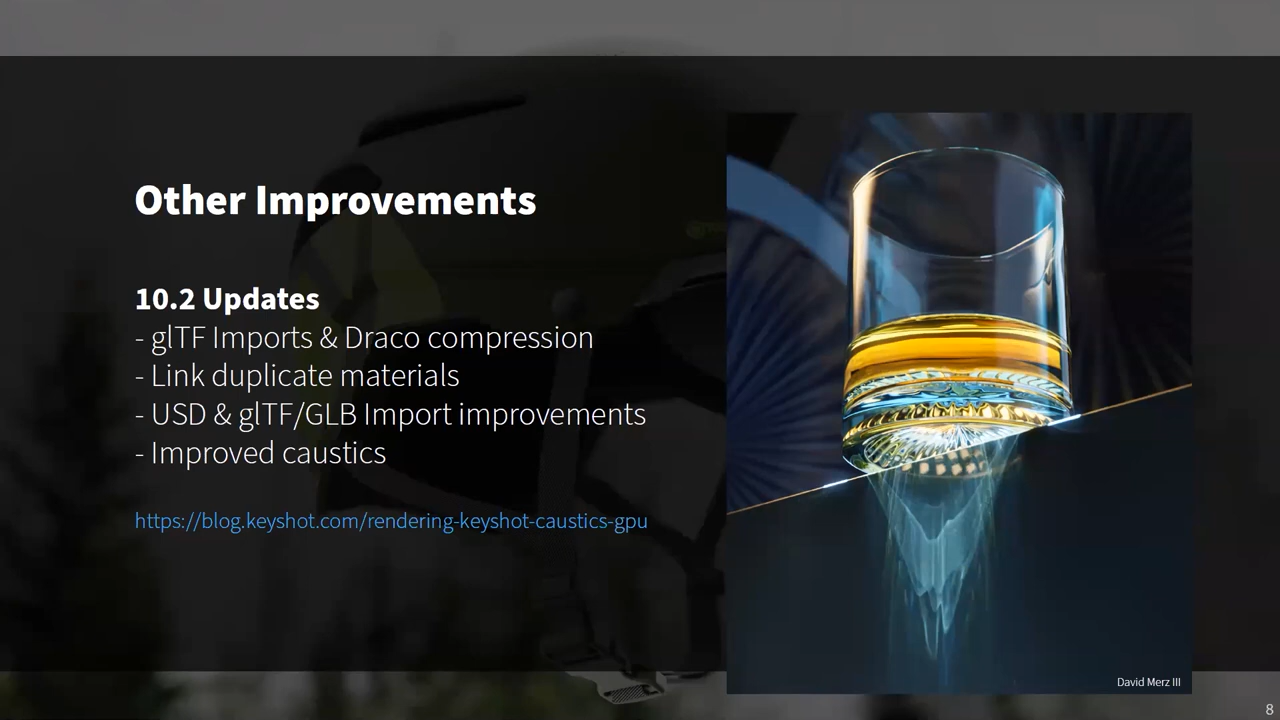 Other Improvements
10.2 Updates
- glTF Imports & Draco compression
- Link duplicate materials
- USD & glTF/GLB Import improvements
- Improved caustics
https://blog.keyshot.com/rendering-keyshot-caustics-gpu
David Merz III
8